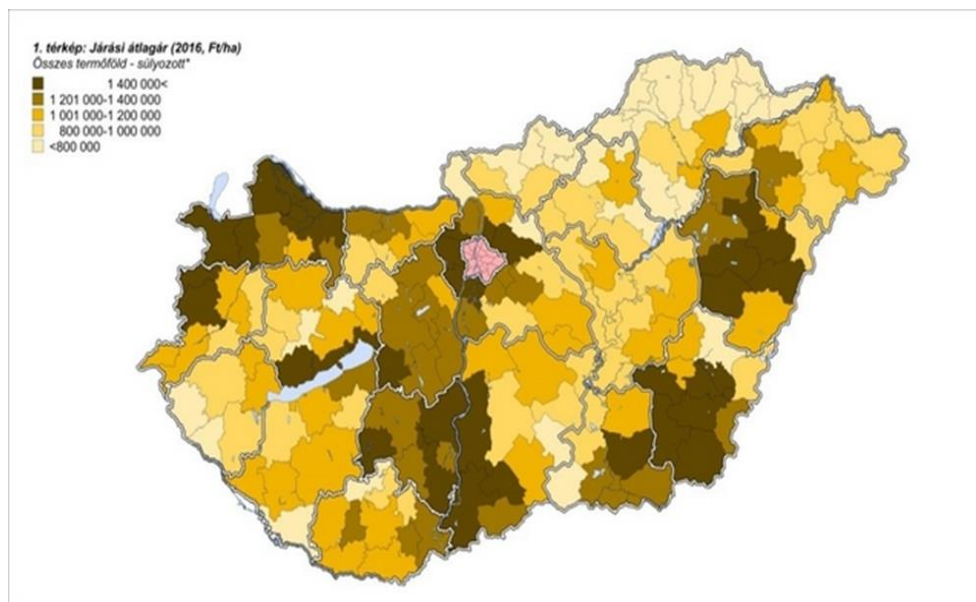 1. térkép: Járási átlagár (2016, Ft/ha)
Összes termőföld - súlyozott*
1 400 000<
1 201 000-1 400 000
1 001 000-1 200 000
800 000-1 000 000
<800 000